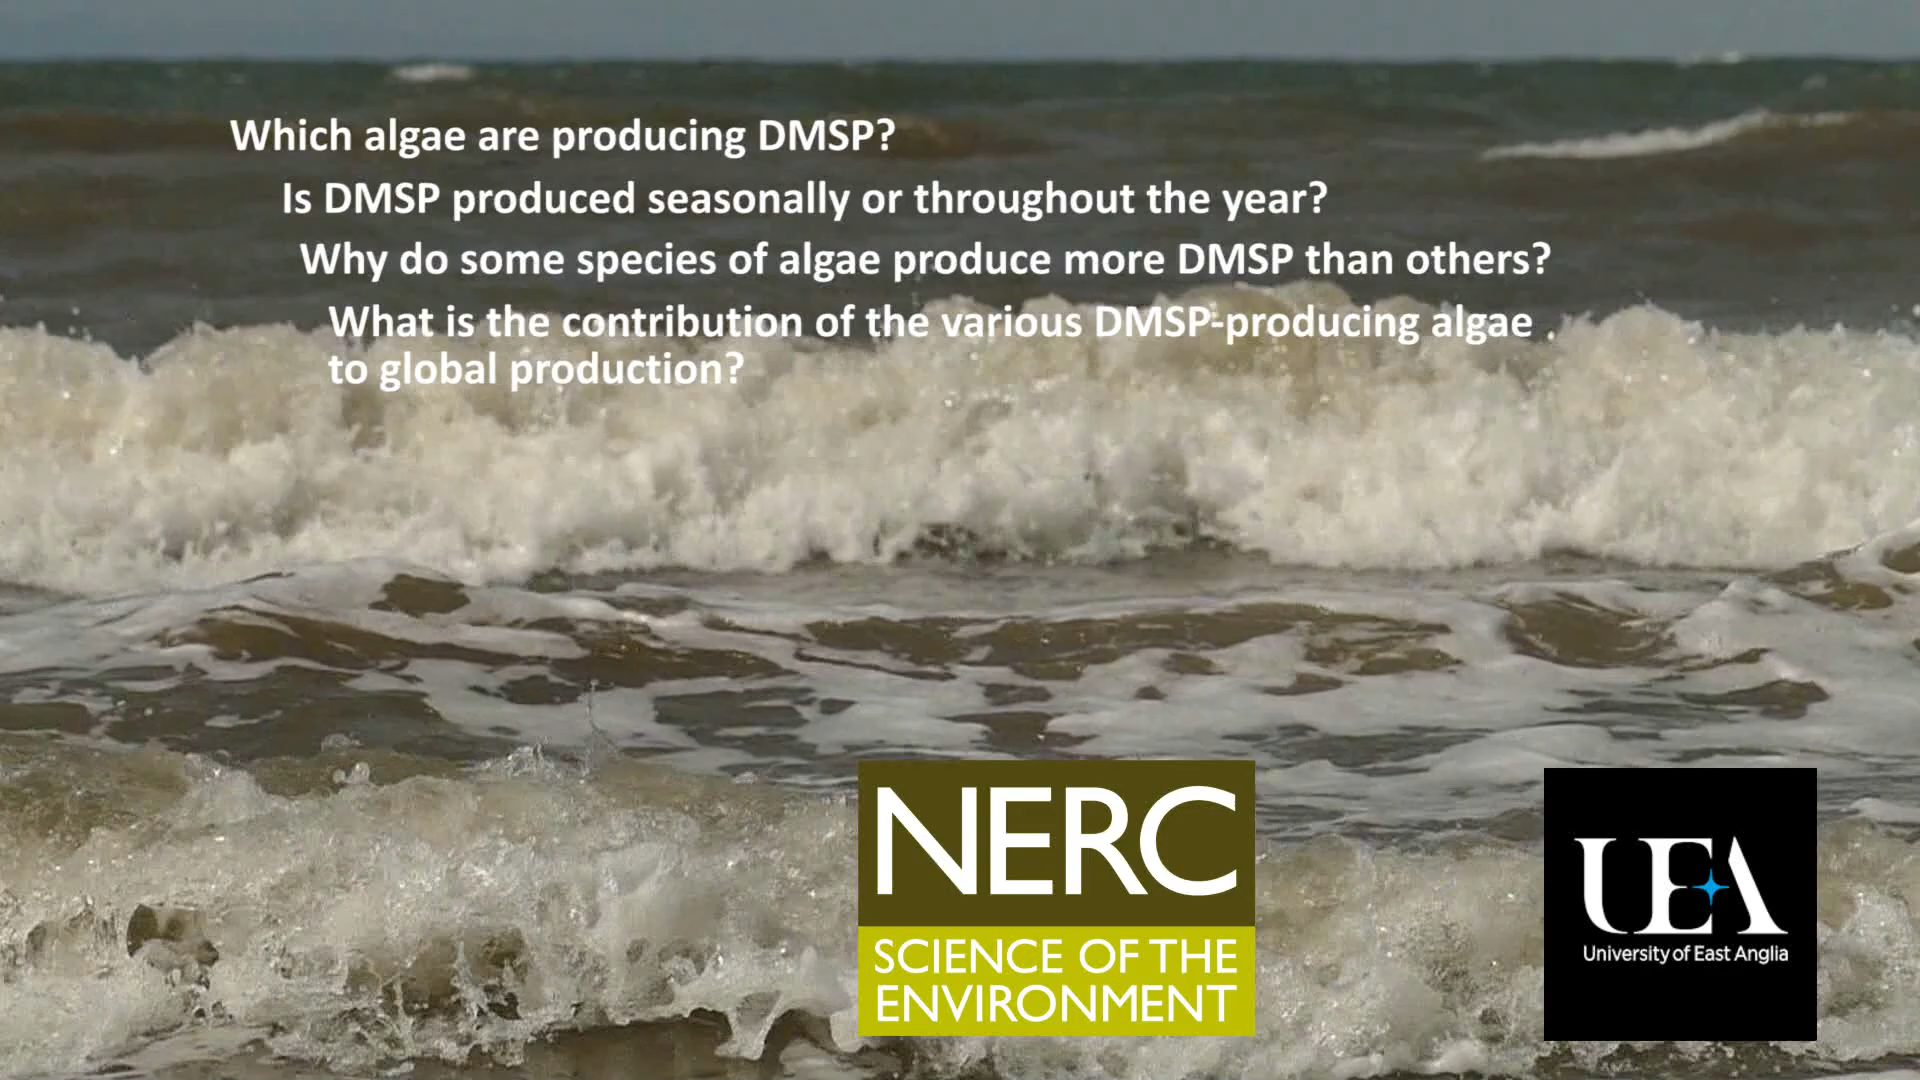 Which algae are producing DMSP?
Is DMSP produced seasonally or throughout the year?
Why do some species of algae produce more DMSP than others?
What is the contribution of the various DMSP-producing algae .
to global production?
NERC
SCIENCE OF THE
ENVIRONMENT
UEA
University of East Anglia